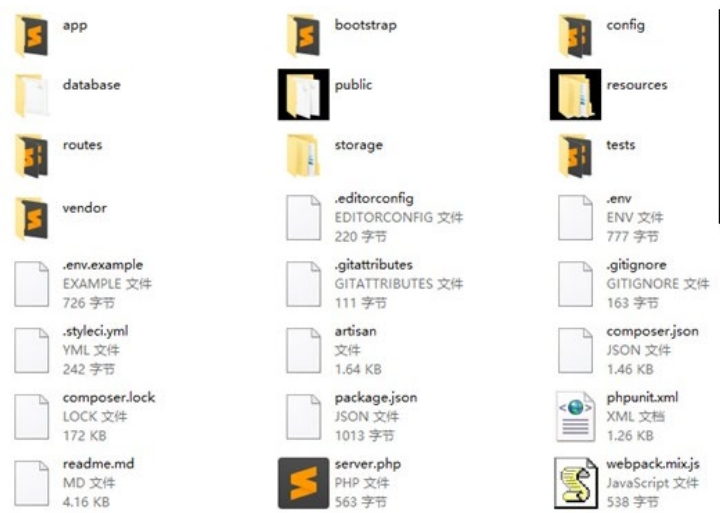 app
bootstrap
config
database
public
resources
routes
storage
tests
vendor
.editorconfig
EDITORCONFIG 文件
220 字节
.env
ENV 文件
777 字节
.env.example
EXAMPLE 文件
726 字节
.gitattributes
GITATTRIBUTES 文件
111 字节
.gitignore
GITIGNORE 文件
163 字节
.styleci.yml
YML 文件
242 字节
artisan
文件
1.64 KB
composer.json
JSON 文件
1.46 KB
composer.lock
LOCK 文件
172 KB
package.json
JSON 文件
1013 字节
phpunit.xml
XML 文档
1.26 KB
readme.md
MD 文件
4.16 KB
server.php
PHP 文件
563 字节
webpack.mix.js
JavaScript 文件
538 字节